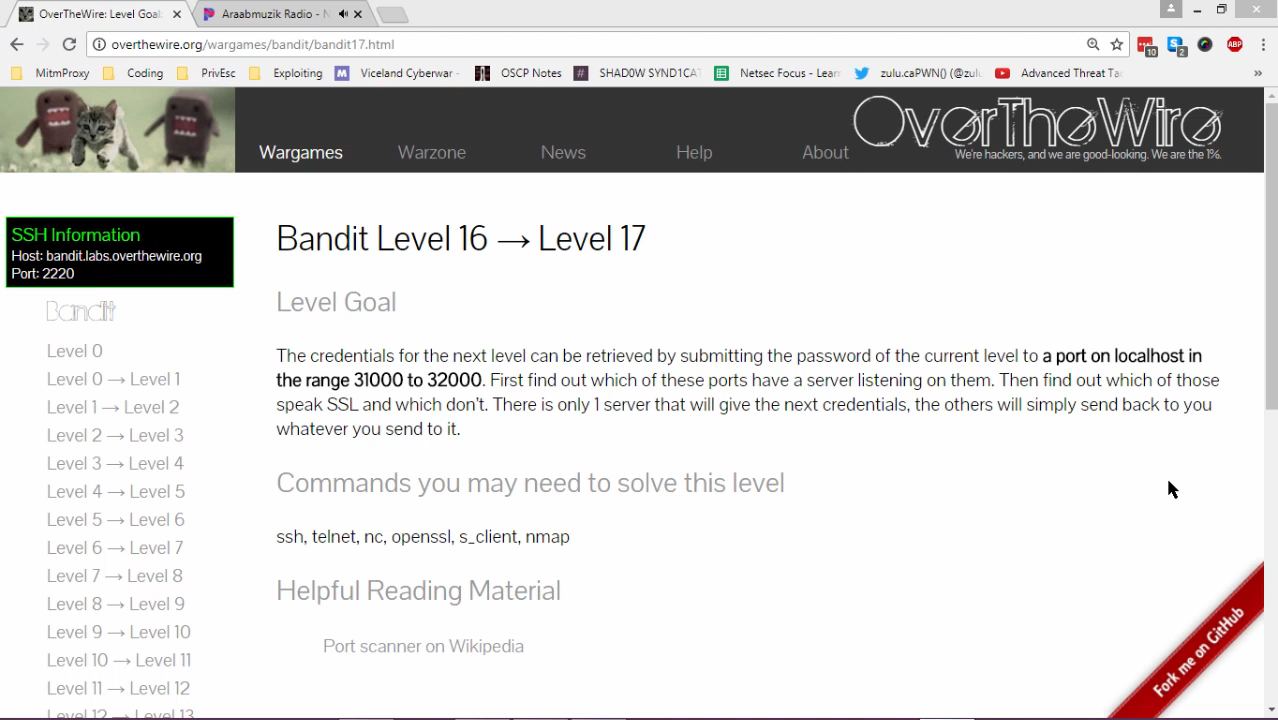 OverTheWire: Level Goal
Araabmuzik Radio - N
overthewire.org/wargames/bandit/bandit17.html
10
2
ABP
MitmProxy
Coding
PrivEsc
Exploiting
Viceland Cyberwar -
OSCP Notes
SHAD0W SYND1CAT
Netsec Focus - Lear
zulu.caPWN() (@zulu
Advanced Threat Tac
»
OverTheWire
We're hackers, and we are good-looking. We are the 1%.
Wargames
Warzone
News
Help
About
SSH Information
Host: bandit.labs.overthewire.org
Port: 2220
Bandit
Level 0
Level 0 → Level 1
Level 1 → Level 2
Level 2 → Level 3
Level 3 → Level 4
Level 4 → Level 5
Level 5 → Level 6
Level 6 → Level 7
Level 7 → Level 8
Level 8 → Level 9
Level 9 → Level 10
Level 10 → Level 11
Level 11 → Level 12
Level 12 → Level 13
Bandit Level 16 → Level 17
Level Goal
The credentials for the next level can be retrieved by submitting the password of the current level to a port on localhost in
the range 31000 to 32000. First find out which of these ports have a server listening on them. Then find out which of those
speak SSL and which don't. There is only 1 server that will give the next credentials, the others will simply send back to you
whatever you send to it.
Commands you may need to solve this level
ssh, telnet, nc, openssl, s_client, nmap
Helpful Reading Material
Port scanner on Wikipedia
Fork me on GitHub